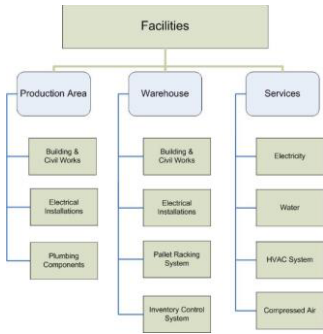 Facilities
Production Area
Warehouse
Services
Building &
Civil Works
Building &
Civil Works
Electricity
Electrical
Installations
Electrical
Installations
Water
Plumbing
Components
Pallet Racking
System
HVAC System
Inventory Control
System
Compressed Air